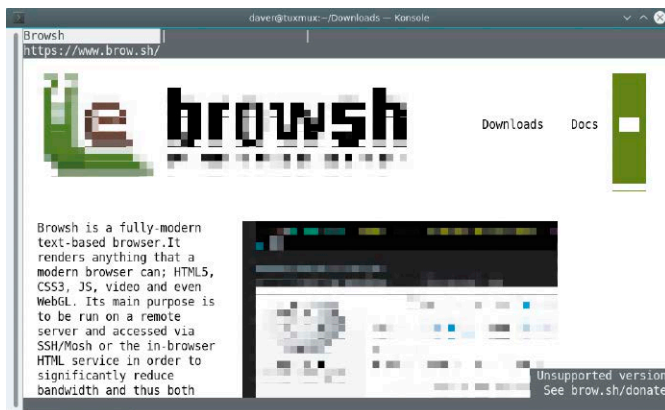 daver@tuxmux:~/Downloads — Konsole
Browsh
https://www.brow.sh/
browsh
Downloads Docs
Browsh is a fully-modern
text-based browser.It
renders anything that a
modern browser can; HTML5,
CSS3, JS, video and even
WebGL. Its main purpose is
to be run on a remote
server and accessed via
SSH/Mosh or the in-browser
HTML service in order to
significantly reduce
bandwidth and thus both
Unsupported version
See brow.sh/donate